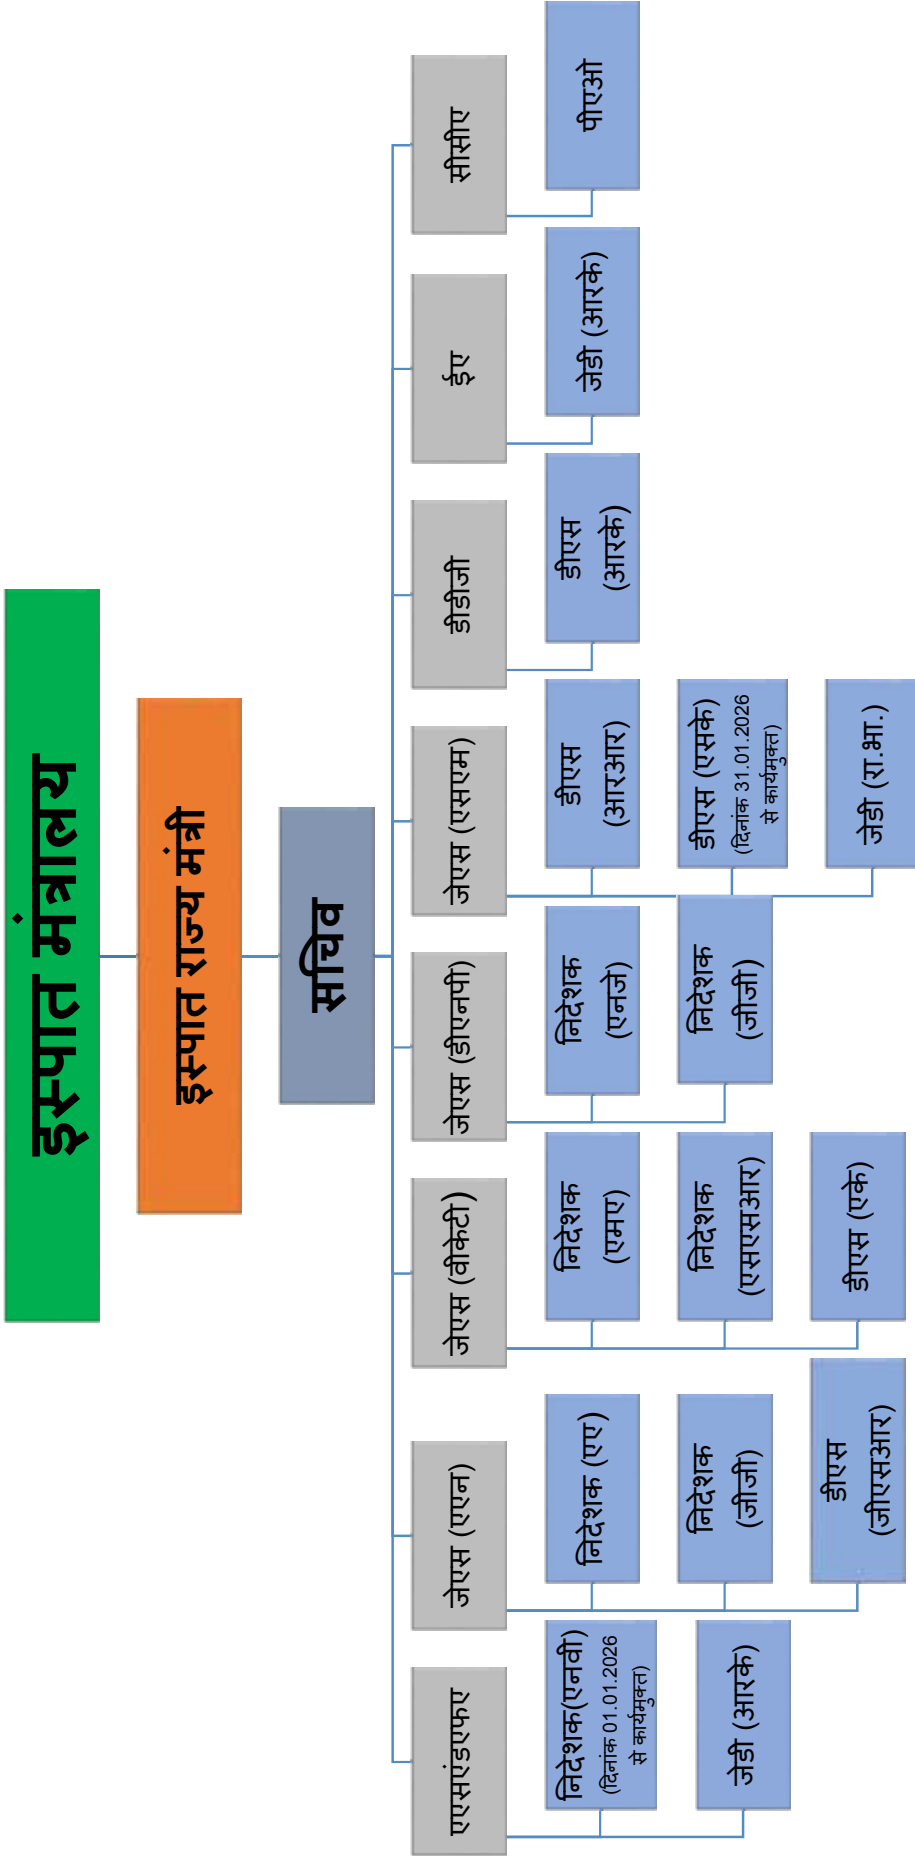 इस्पात मंत्रालय
इस्पात राज्य मंत्री
सचिव
एएसएंडएफए
जेएस (एएन)
जेएस (वीकेटी)
जेएस (डीएनपी)
जेएस (एसएम)
डीडीजी
ईए
सीसीए
निदेशक(एनवी)
(दिनांक 01.01.2026
से कार्यमुक्त)
जेडी (आरके)
निदेशक (एए)
निदेशक
(जीजी)
डीएस
(जीएसआर)
निदेशक
(एमए)
निदेशक
(एसएसआर)
डीएस (एके)
निदेशक
(एनजे)
निदेशक
(जीजी)
डीएस
(आरआर)
डीएस (एसके)
(दिनांक 31.01.2026
से कार्यमुक्त)
जेडी (रा.भा.)
डीएस
(आरके)
जेडी (आरके)
पीएओ